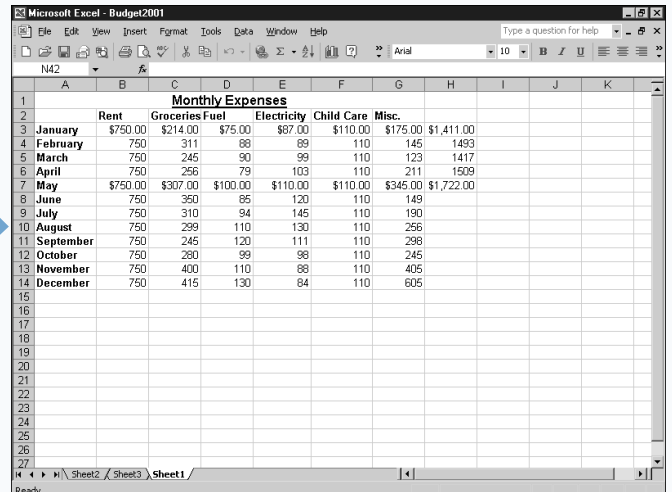 Microsoft Excel - Budget2001
File Edit View Insert Format Tools Data Window Help Type a question for help
Arial 10 B I U
N42 fx
A B C D E F G H I J K
1 Monthly Expenses
2 Rent Groceries Fuel Electricity Child Care Misc.
3 January $750.00 $214.00 $75.00 $87.00 $110.00 $175.00 $1,411.00
4 February 750 311 88 89 110 145 1493
5 March 750 245 90 99 110 123 1417
6 April 750 256 79 103 110 211 1509
7 May $750.00 $307.00 $100.00 $110.00 $110.00 $345.00 $1,722.00
8 June 750 350 85 120 110 149
9 July 750 310 94 145 110 190
10 August 750 299 110 130 110 256
11 September 750 245 120 111 110 298
12 October 750 280 99 98 110 245
13 November 750 400 110 88 110 405
14 December 750 415 130 84 110 605
15
16
17
18
19
20
21
22
23
24
25
26
27
Sheet2 Sheet3 Sheet1
Ready